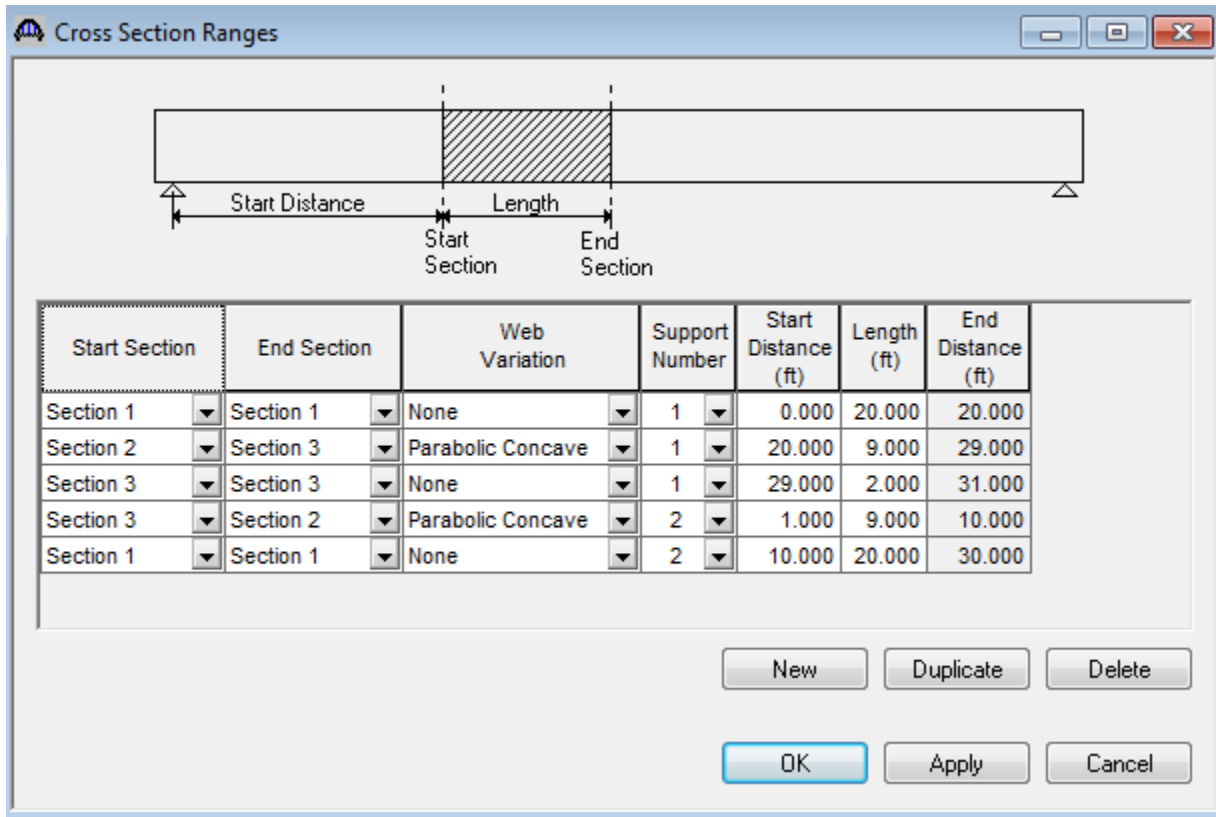 Cross Section Ranges
Start Distance Length
Start Section End Section
Start Section End Section Web Variation Support Number Start Distance (ft) Length (ft) End Distance (ft)
Section 1 Section 1 None 1 0.000 20.000 20.000
Section 2 Section 3 Parabolic Concave 1 20.000 9.000 29.000
Section 3 Section 3 None 1 29.000 2.000 31.000
Section 3 Section 2 Parabolic Concave 2 1.000 9.000 10.000
Section 1 Section 1 None 2 10.000 20.000 30.000
New Duplicate Delete
OK Apply Cancel